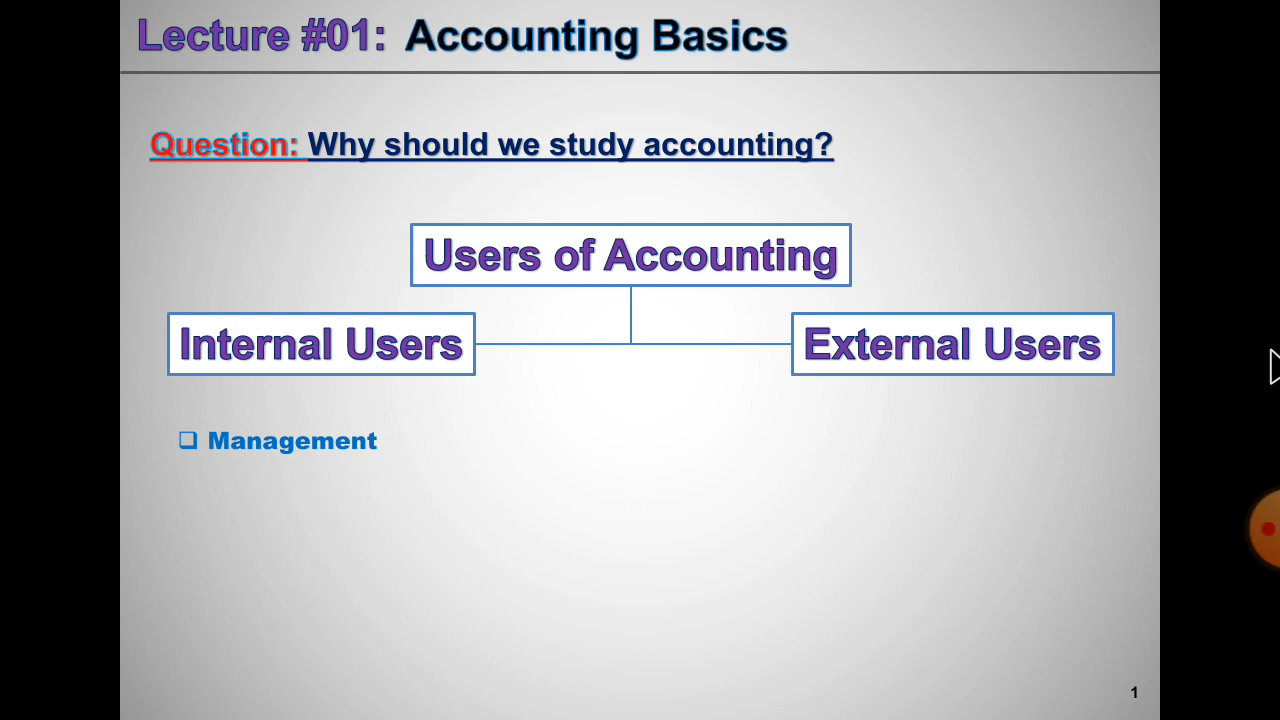 Lecture #01: Accounting Basics
Question: Why should we study accounting?
Users of Accounting
Internal Users
External Users
❑ Management
1